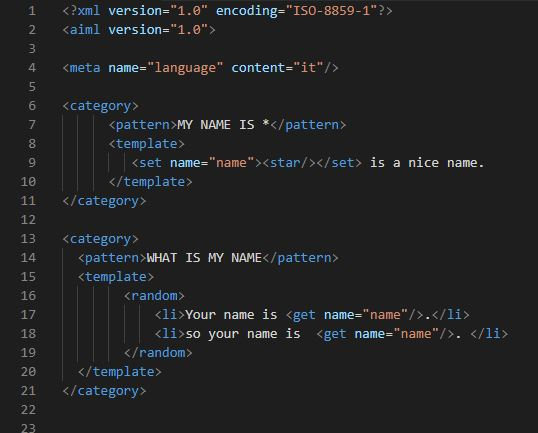 1 <?xml version="1.0" encoding="ISO-8859-1"?>
2 <aiml version="1.0">
3
4 <meta name="language" content="it"/>
5
6 <category>
7 <pattern>MY NAME IS *</pattern>
8 <template>
9 <set name="name"><star/></set> is a nice name.
10 </template>
11 </category>
12
13 <category>
14 <pattern>WHAT IS MY NAME</pattern>
15 <template>
16 <random>
17 <li>Your name is <get name="name"/>.</li>
18 <li>so your name is  <get name="name"/>. </li>
19 </random>
20 </template>
21 </category>
22
23